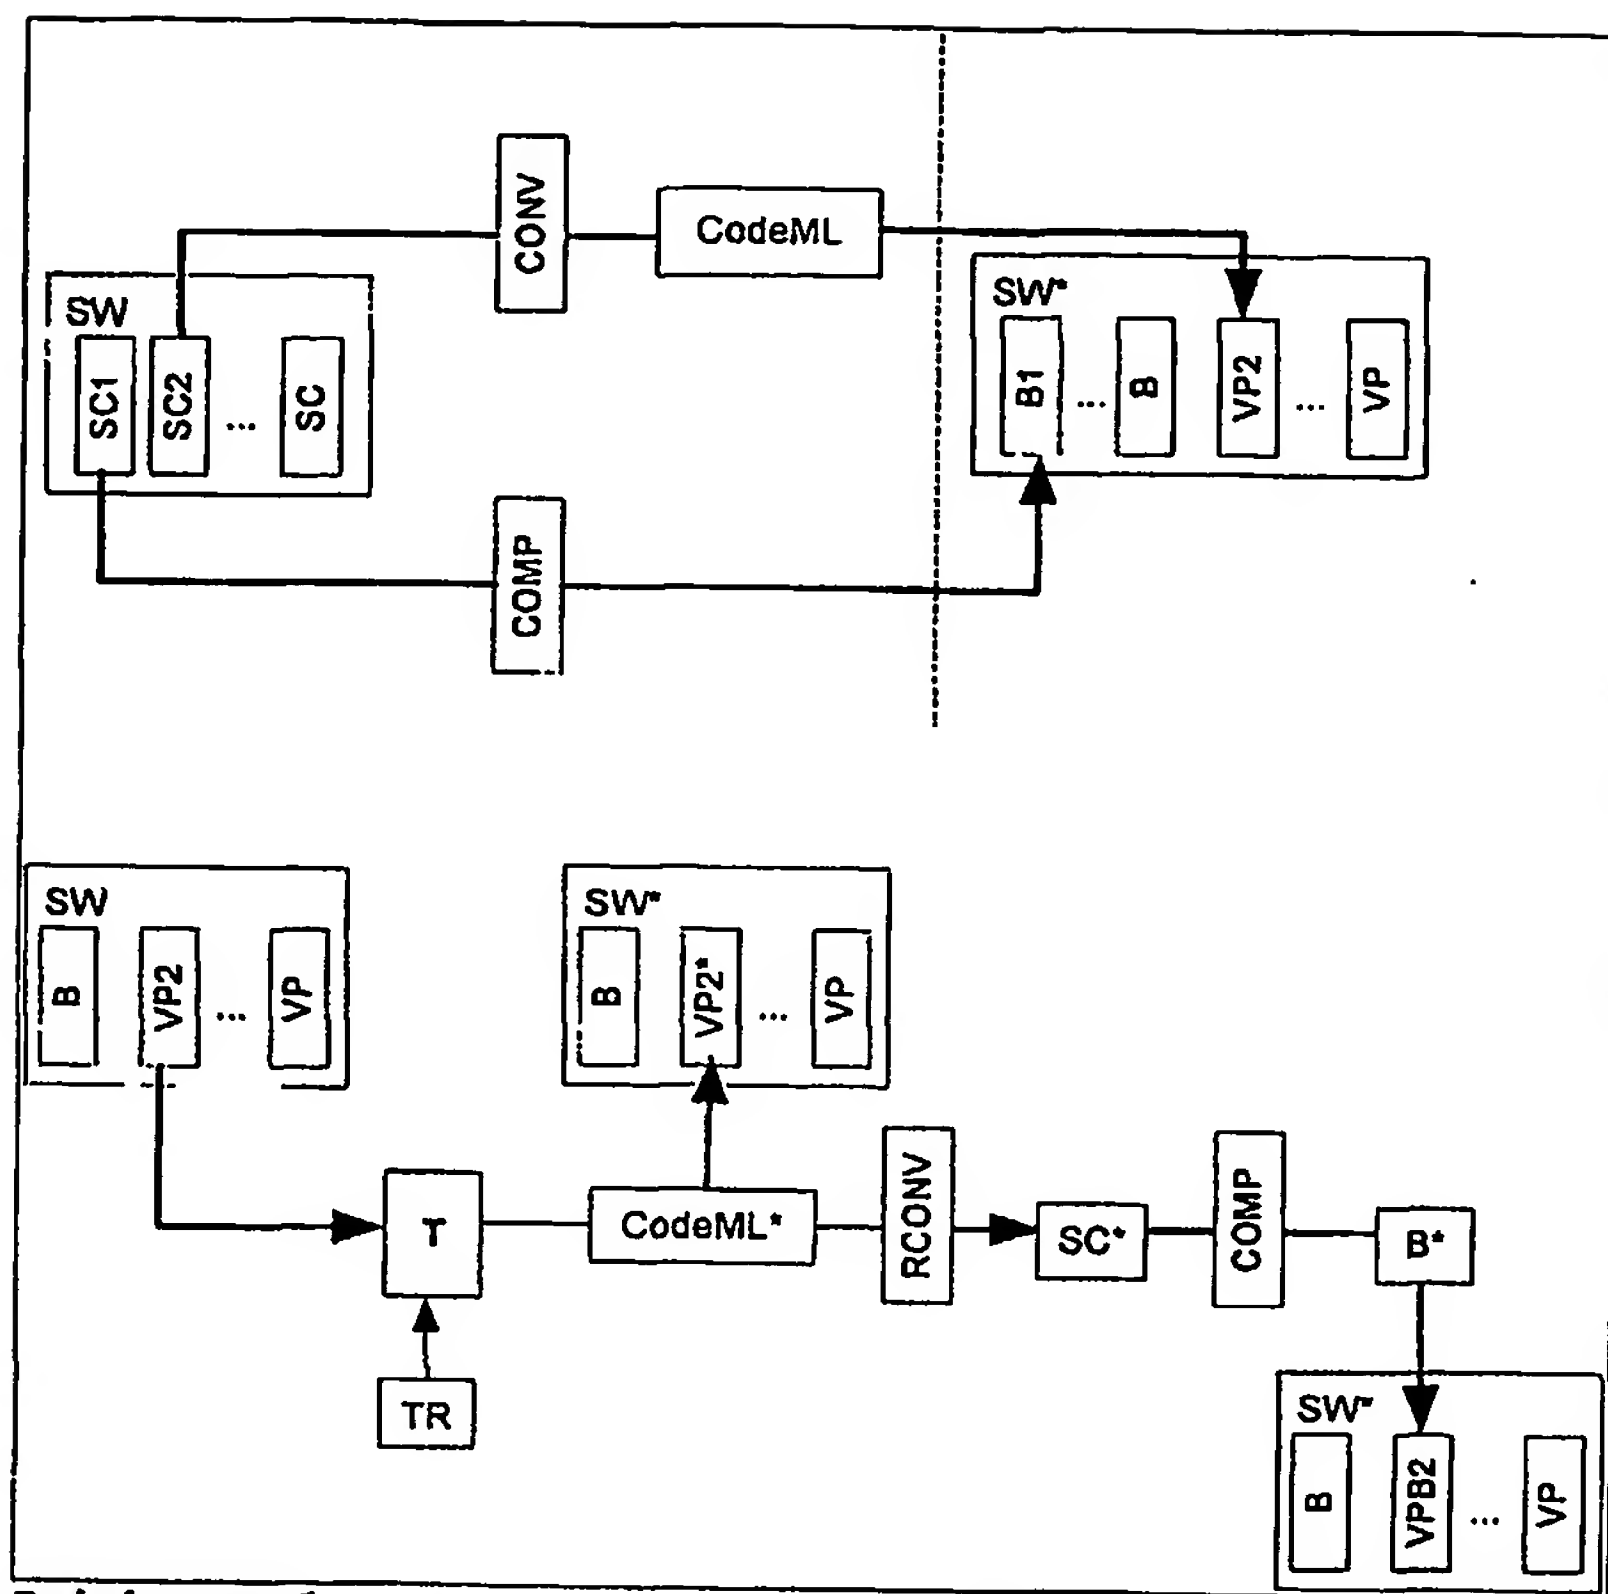 CONV
CodeML
SW
SC1
SC2
...
SC
SW*
B1
...
B
VP2
...
VP
COMP
SW
B
VP2
...
VP
SW*
B
VP2*
...
VP
T
CodeML*
RCONV
SC*
COMP
B*
TR
SW*
B
VPB2
...
VP